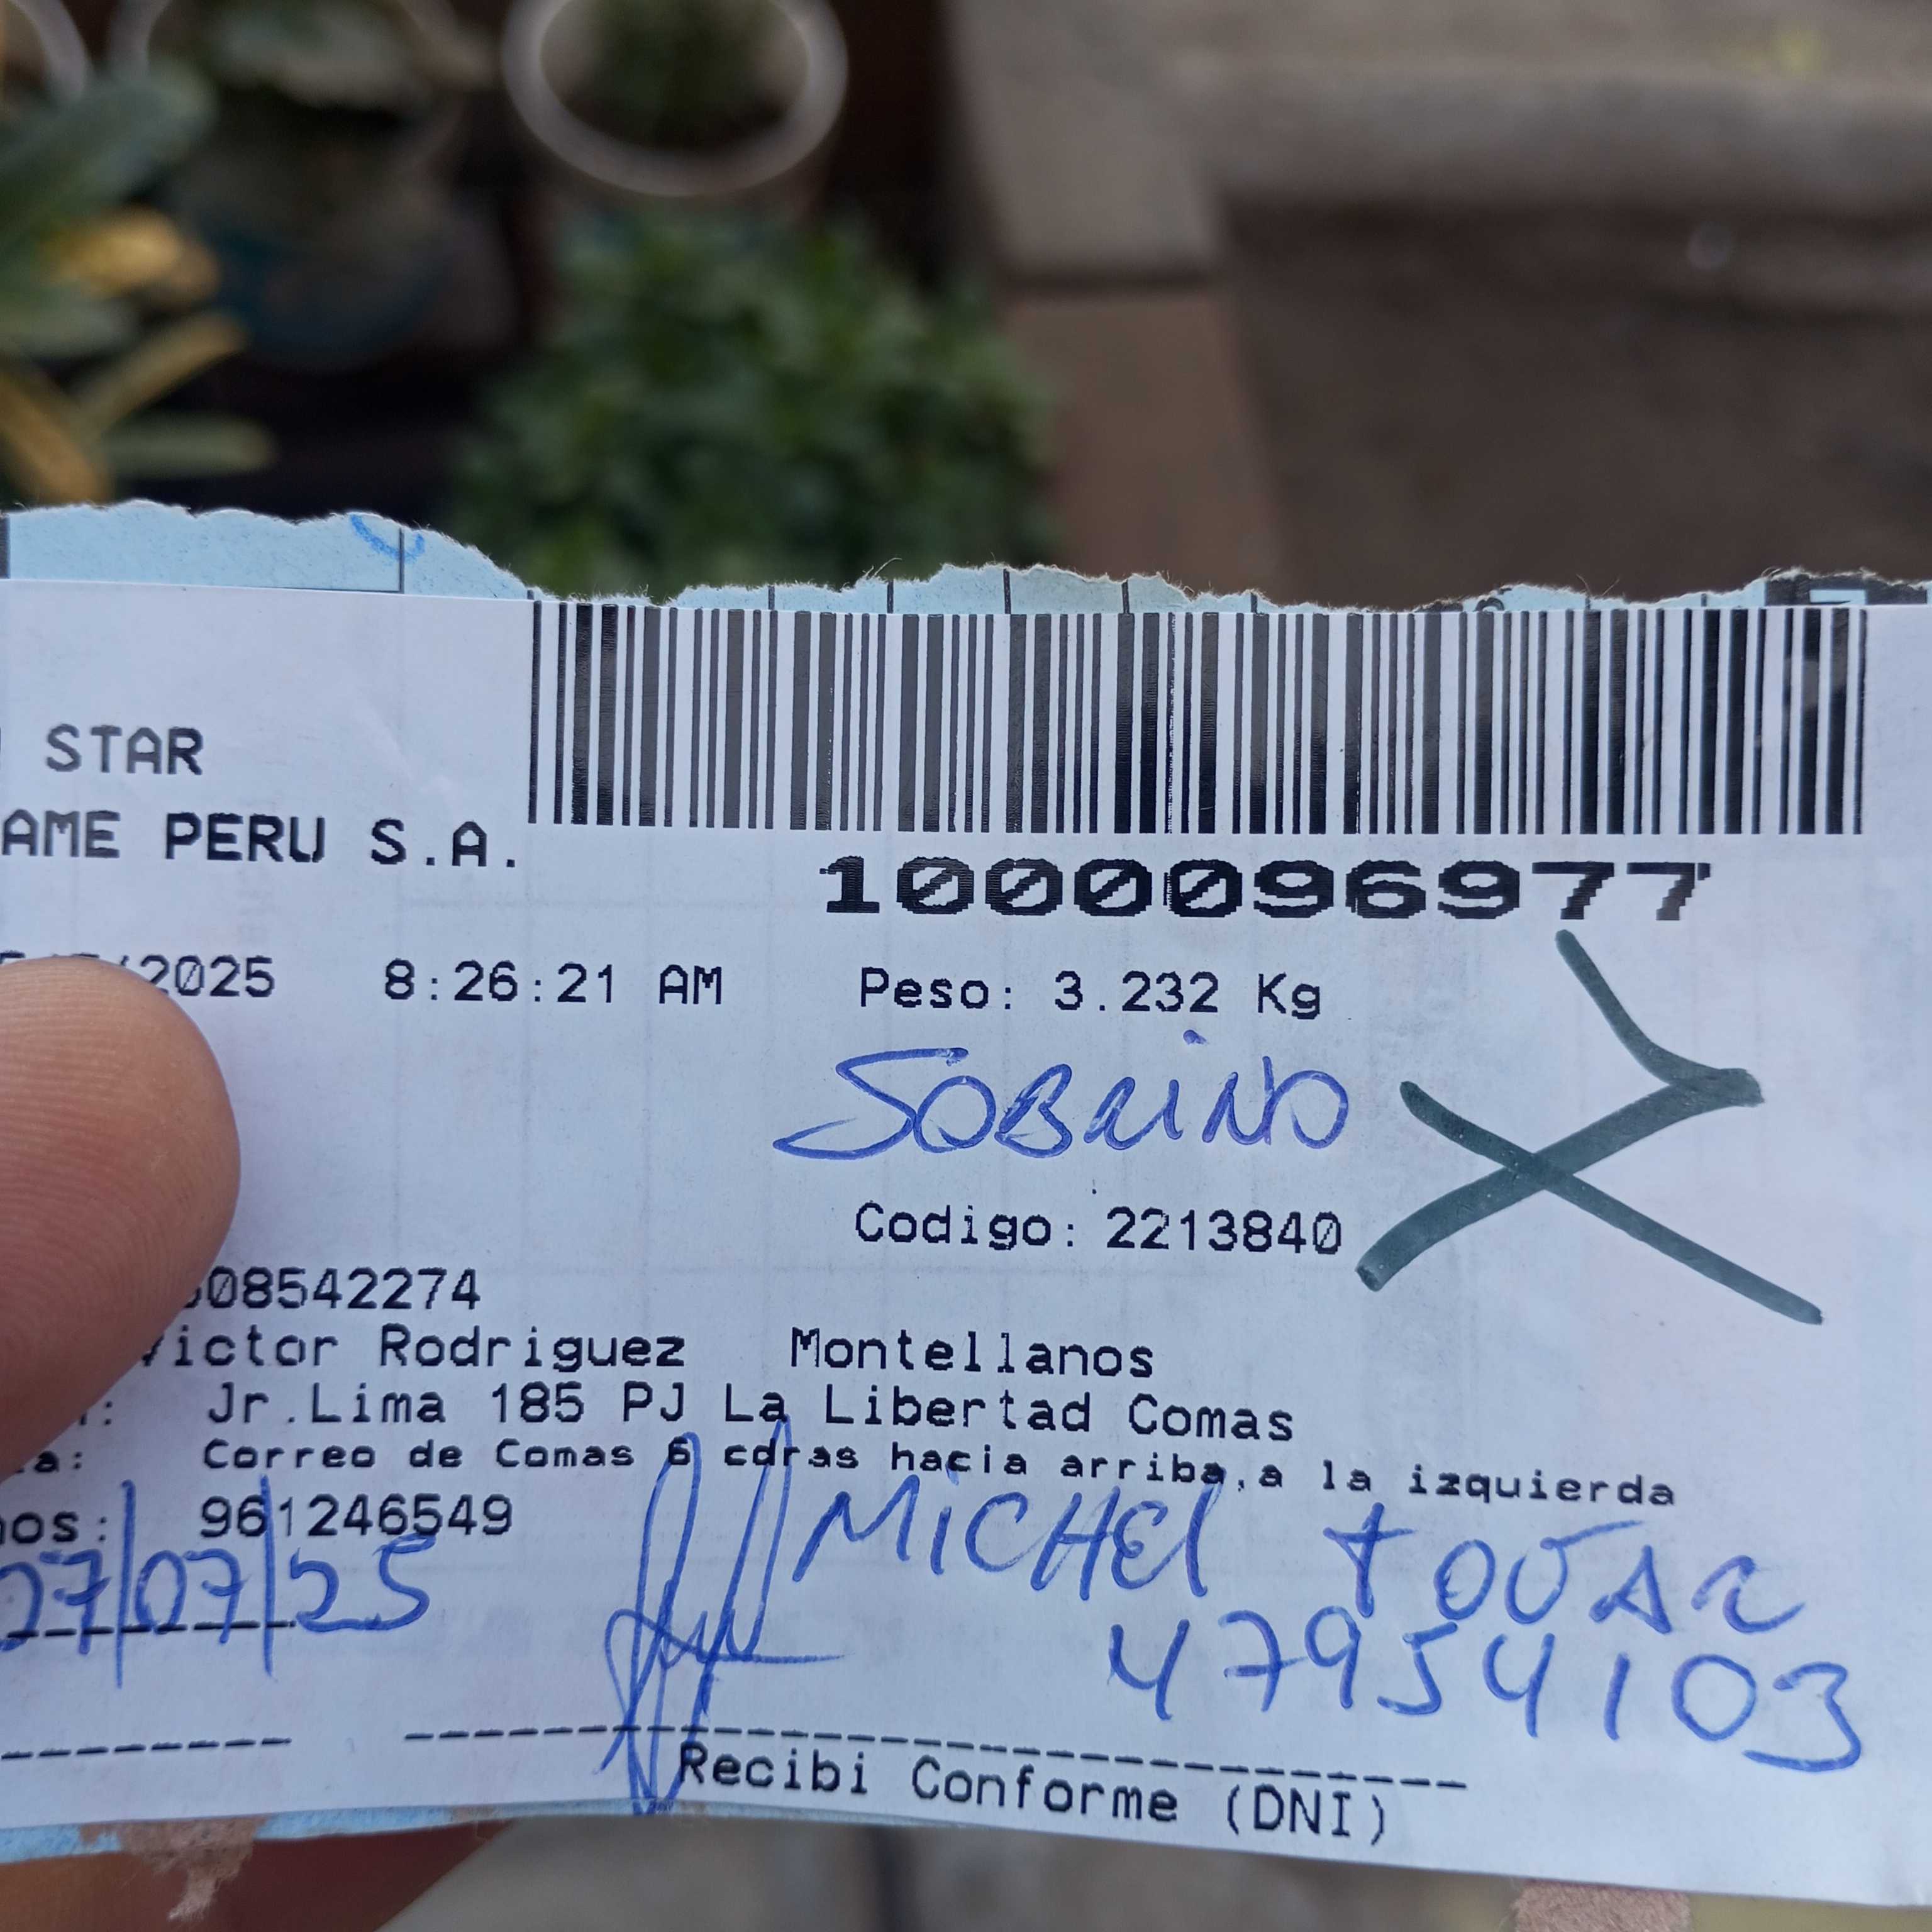 STAR
AME PERU S.A.
1000096977
2025 8:26:21 AM Peso: 3.232 Kg
SOBRINO
Codigo: 2213840
08542274
Victor Rodriguez Montellanos
Jr.Lima 185 PJ La Libertad Comas
a: Correo de Comas 6 cdras hacia arriba,a la izquierda
nos: 961246549
27/07/25
MICHEL TOVAR
47954103
Recibi Conforme (DNI)